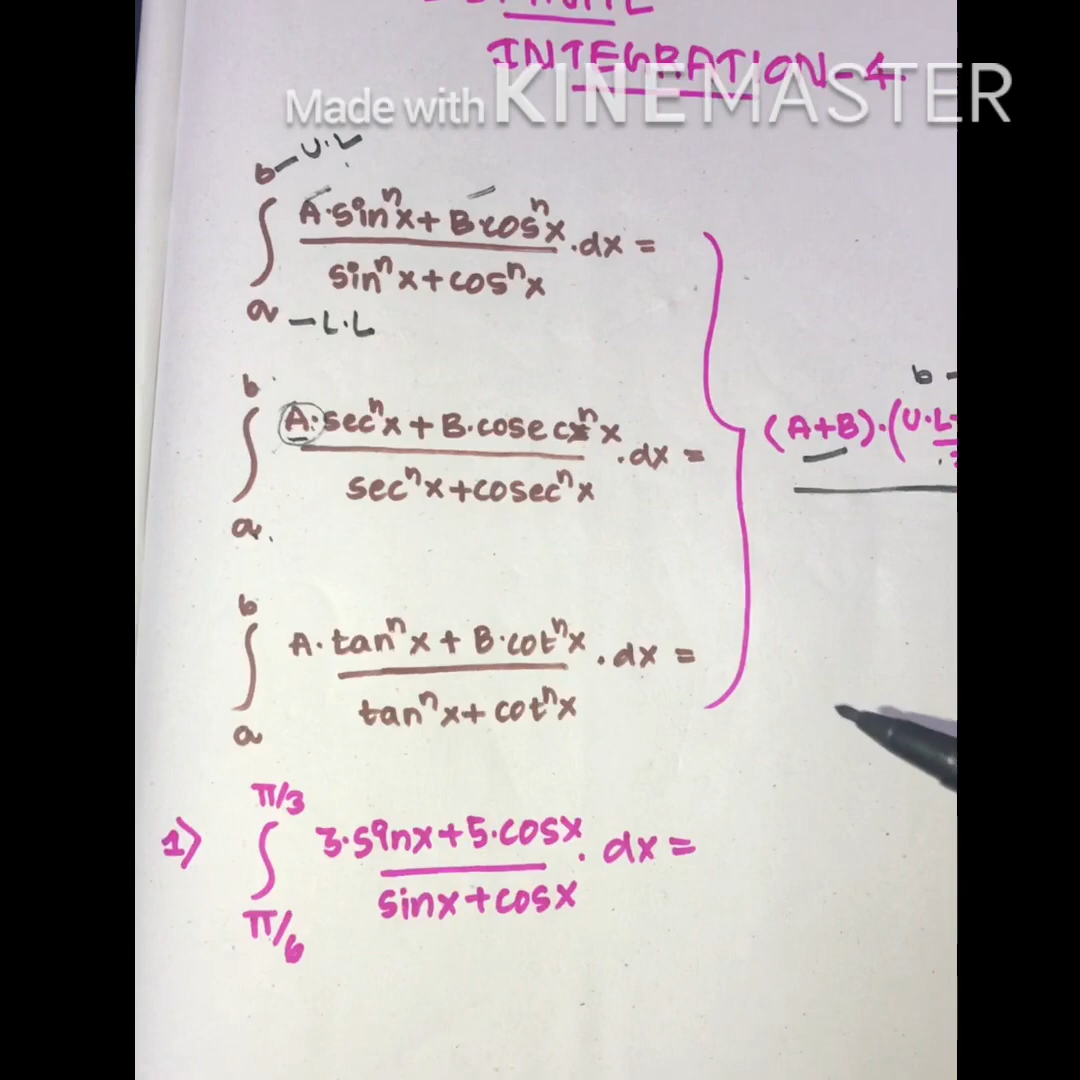 INTEGRATION-4.
Made with KINEMASTER
b-U.L
∫ A·sinⁿx + B·cosⁿx .dx =
sinⁿx+cosⁿx
a -L.L
b
∫ A·secⁿx + B·cosecⁿx .dx =
secⁿx+cosecⁿx
a
(A+B)·(U.L
b -
b
∫ A·tanⁿx + B·cotⁿx .dx =
tanⁿx+cotⁿx
a
π/3
1) ∫ 3·sinx+5·cosx . dx =
sinx+cosx
π/6